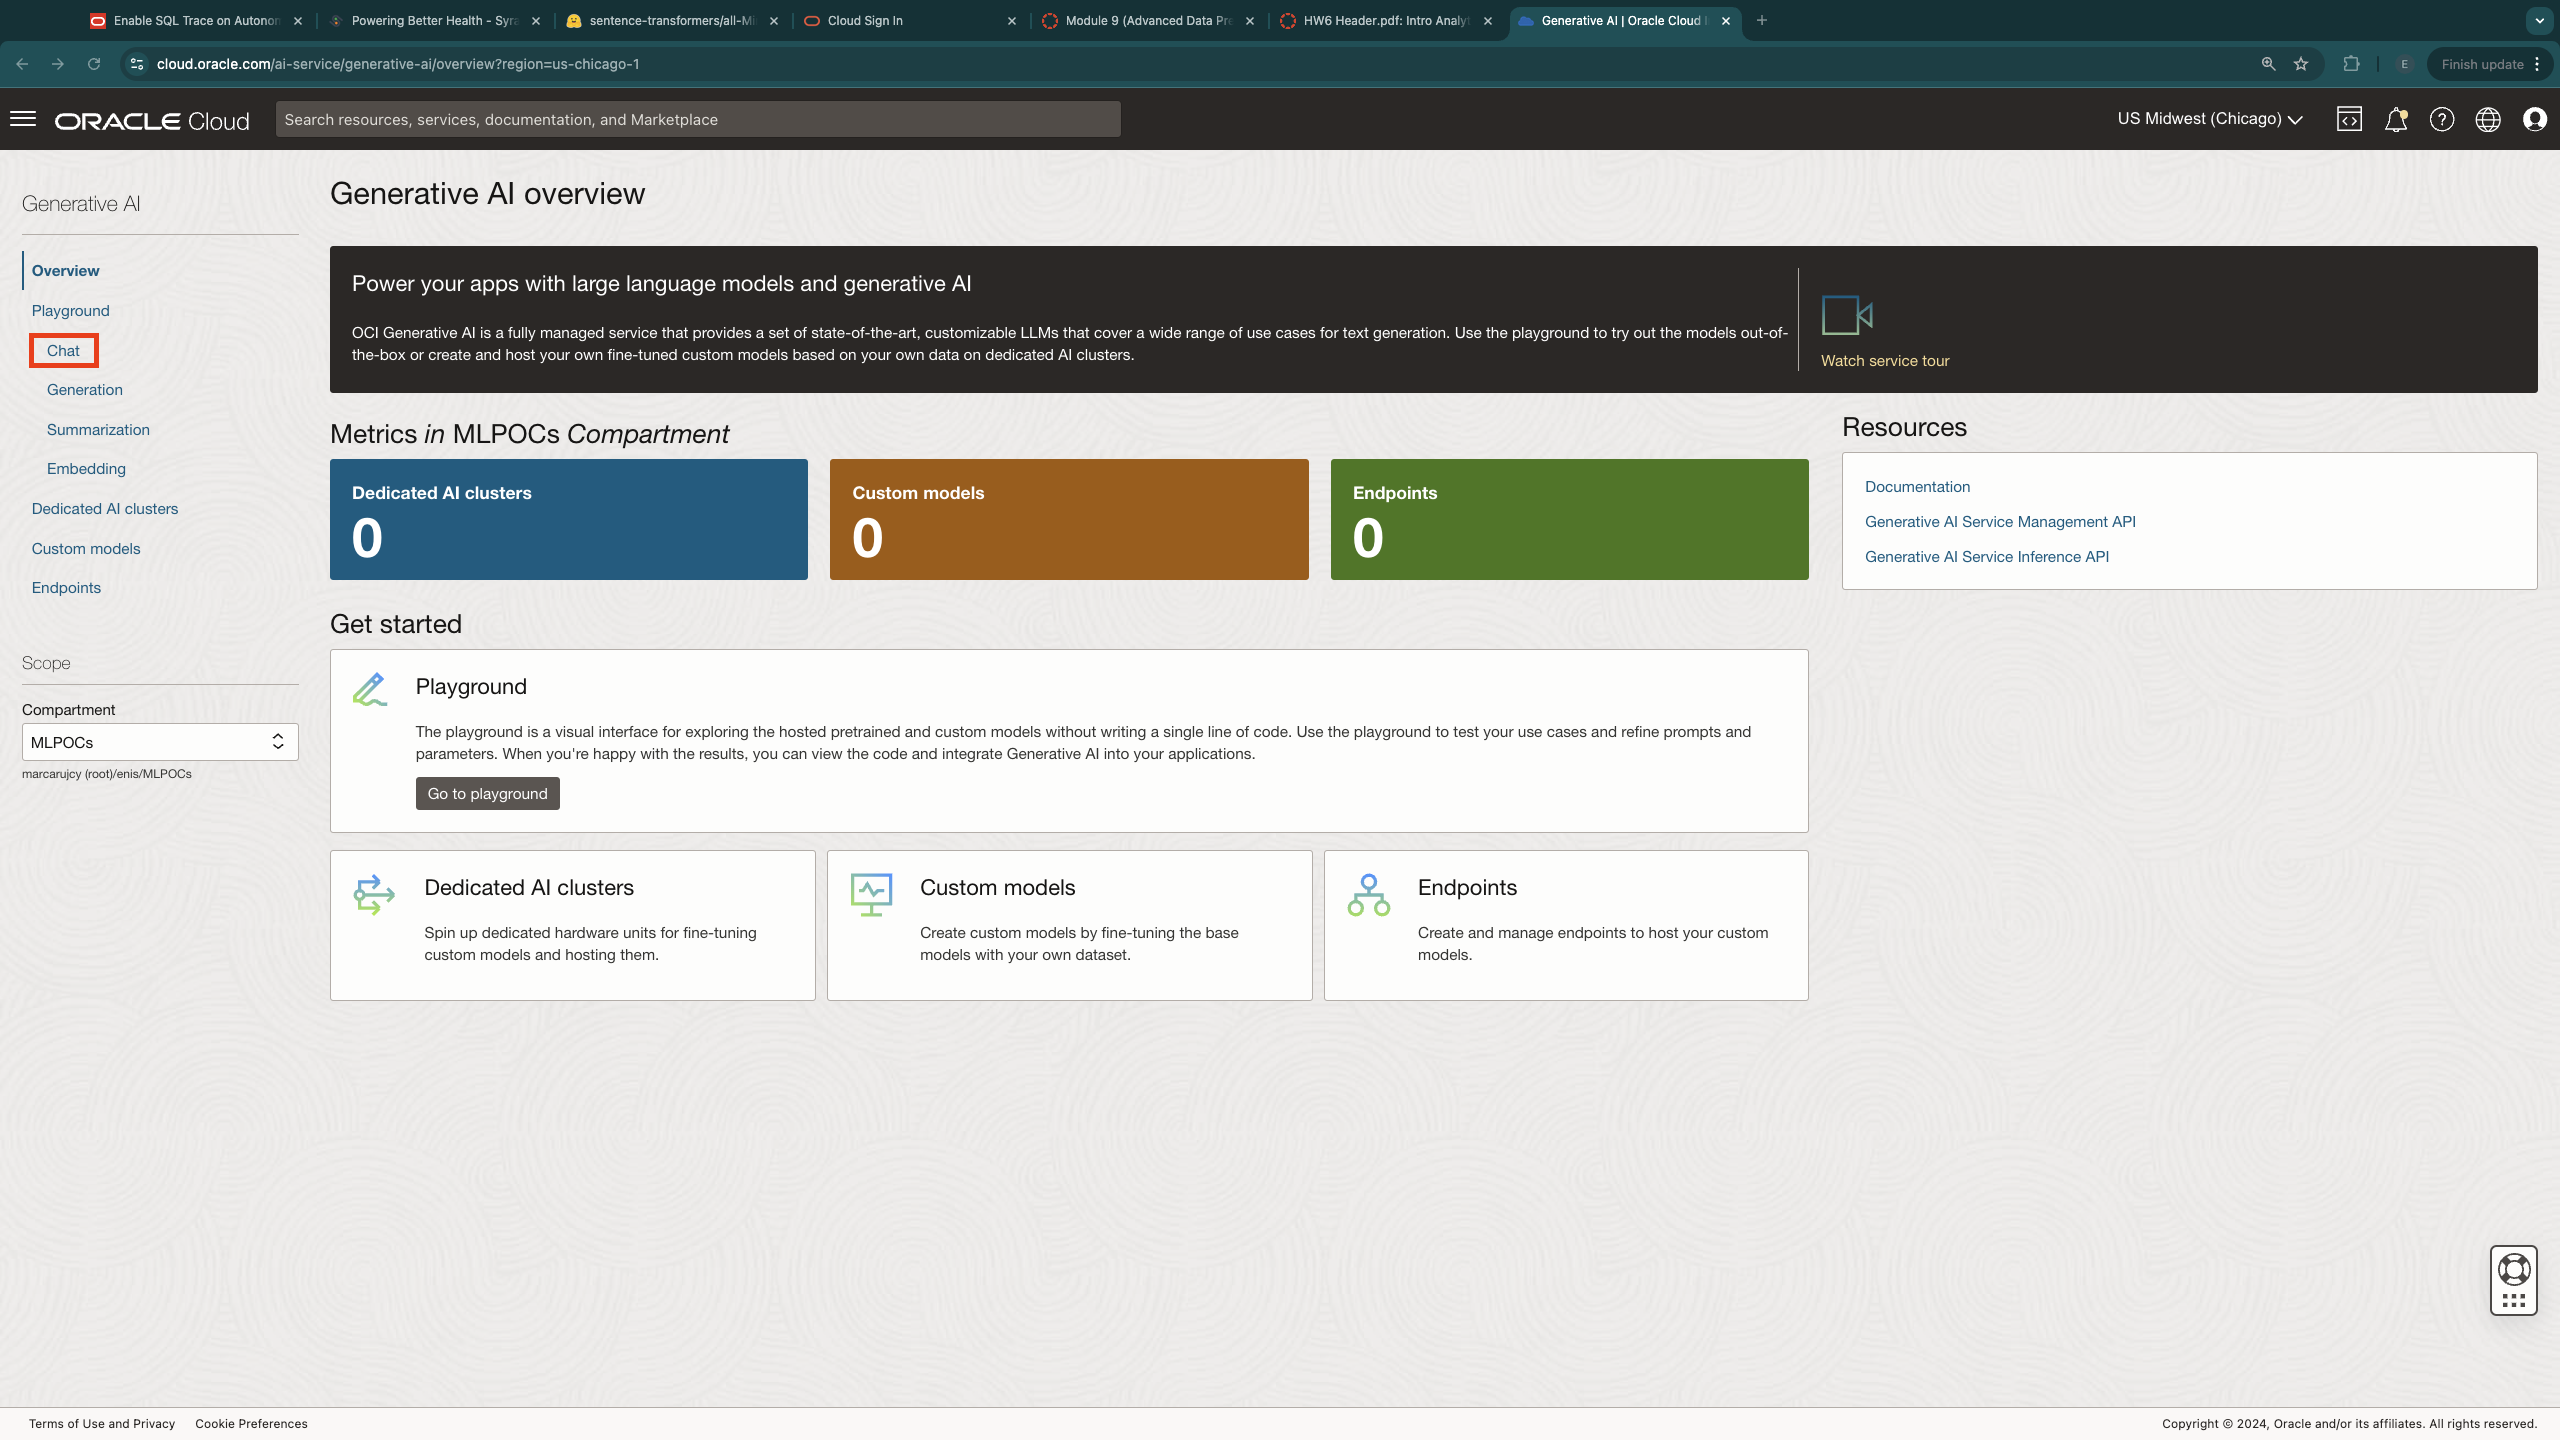 Enable SQL Trace on Autonon
Powering Better Health - Syra
sentence-transformers/all-Mi
Cloud Sign In
Module 9 (Advanced Data Pre
HW6 Header.pdf: Intro Analyt
Generative AI | Oracle Cloud I
cloud.oracle.com/ai-service/generative-ai/overview?region=us-chicago-1
E
Finish update
ORACLE Cloud
Search resources, services, documentation, and Marketplace
US Midwest (Chicago)
Generative AI
Overview
Playground
Chat
Generation
Summarization
Embedding
Dedicated AI clusters
Custom models
Endpoints
Scope
Compartment
MLPOCs
marcarujcy (root)/enis/MLPOCs
Generative AI overview
Power your apps with large language models and generative AI
OCI Generative AI is a fully managed service that provides a set of state-of-the-art, customizable LLMs that cover a wide range of use cases for text generation. Use the playground to try out the models out-of-
the-box or create and host your own fine-tuned custom models based on your own data on dedicated AI clusters.
Watch service tour
Metrics in MLPOCs Compartment
Dedicated AI clusters
0
Custom models
0
Endpoints
0
Resources
Documentation
Generative AI Service Management API
Generative AI Service Inference API
Get started
Playground
The playground is a visual interface for exploring the hosted pretrained and custom models without writing a single line of code. Use the playground to test your use cases and refine prompts and
parameters. When you're happy with the results, you can view the code and integrate Generative AI into your applications.
Go to playground
Dedicated AI clusters
Spin up dedicated hardware units for fine-tuning
custom models and hosting them.
Custom models
Create custom models by fine-tuning the base
models with your own dataset.
Endpoints
Create and manage endpoints to host your custom
models.
Terms of Use and Privacy
Cookie Preferences
Copyright © 2024, Oracle and/or its affiliates. All rights reserved.